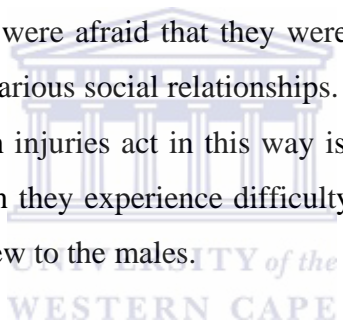 were afraid that they were
arious social relationships.
injuries act in this way is
they experience difficulty
ew to the males.
UNIVERSITY of the
WESTERN CAPE